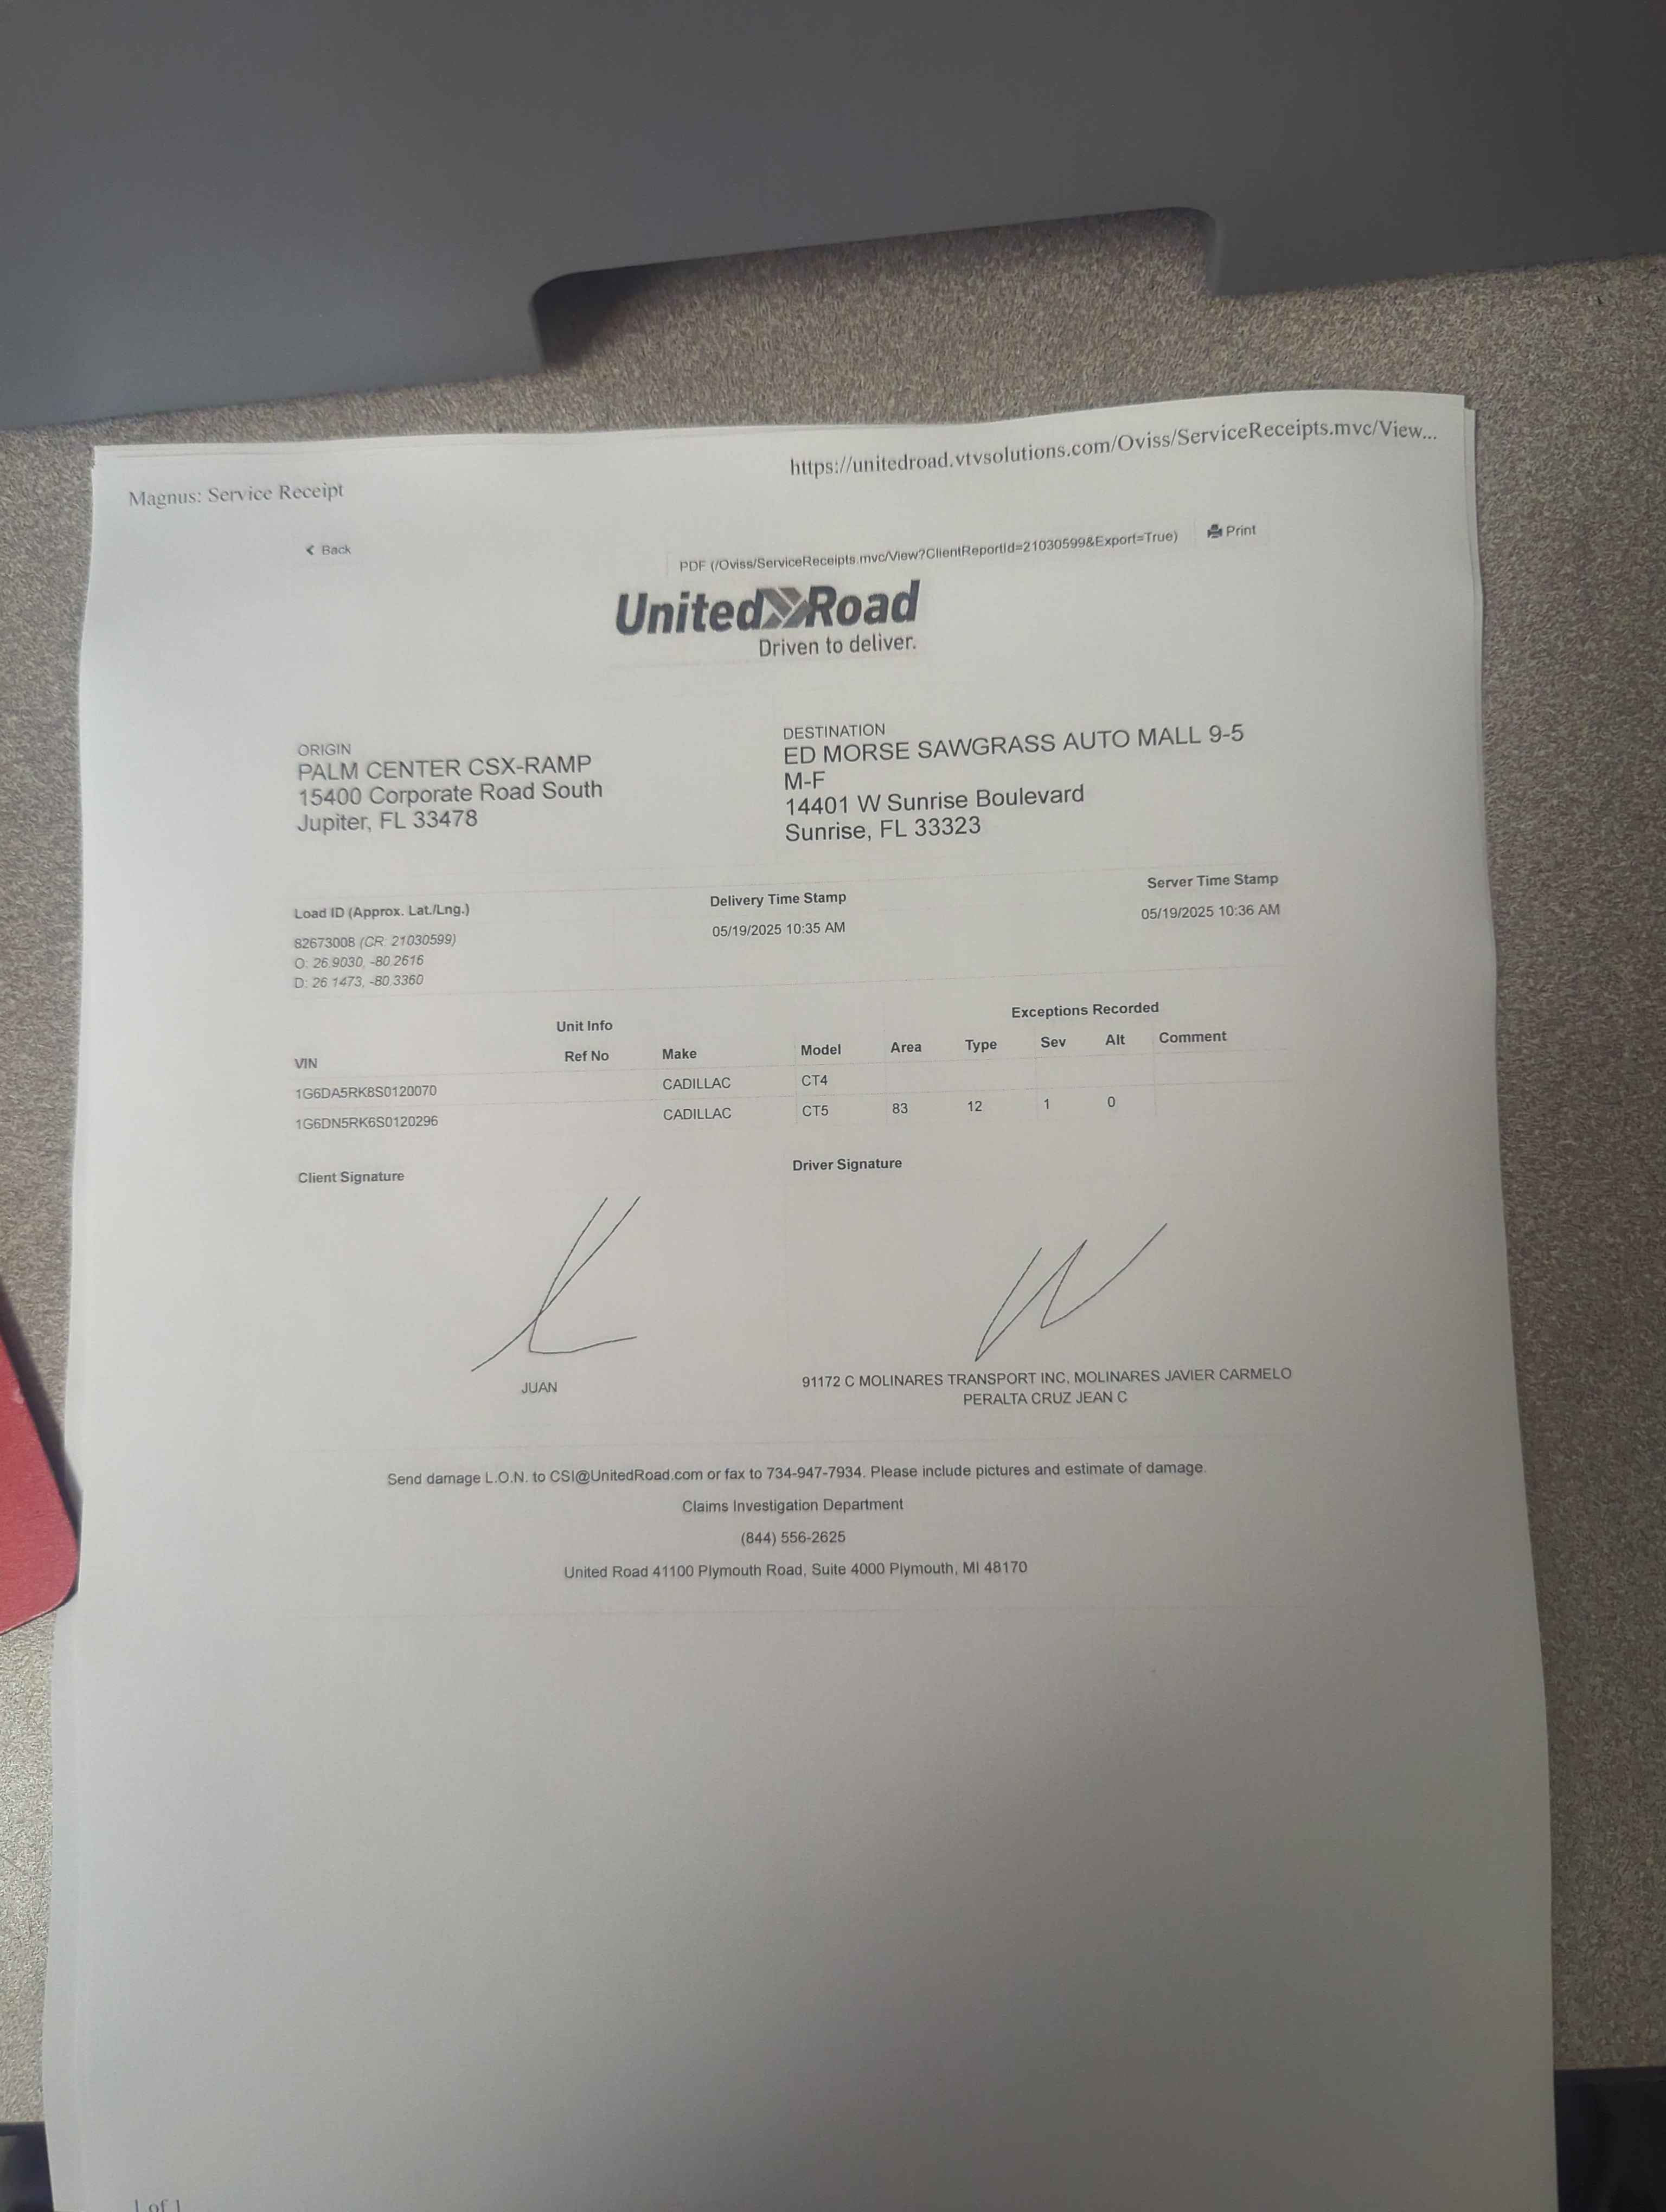 Magnus: Service Receipt
https://unitedroad.vtvsolutions.com/Oviss/ServiceReceipts.mvc/View...
Back
PDF (/Oviss/ServiceReceipts.mvc/View?ClientReportId=21030599&Export=True)
Print
United Road
Driven to deliver.
ORIGIN
PALM CENTER CSX-RAMP
15400 Corporate Road South
Jupiter, FL 33478
DESTINATION
ED MORSE SAWGRASS AUTO MALL 9-5
M-F
14401 W Sunrise Boulevard
Sunrise, FL 33323
Load ID (Approx. Lat./Lng.)
82673008 (CR: 21030599)
O: 26.9030, -80.2616
D: 26.1473, -80.3360
Delivery Time Stamp
05/19/2025 10:35 AM
Server Time Stamp
05/19/2025 10:36 AM
Unit Info
Exceptions Recorded
VIN Ref No Make Model Area Type Sev Alt Comment
1G6DA5RK8S0120070 CADILLAC CT4
1G6DN5RK6S0120296 CADILLAC CT5 83 12 1 0
Client Signature
Driver Signature
JUAN
91172 C MOLINARES TRANSPORT INC, MOLINARES JAVIER CARMELO
PERALTA CRUZ JEAN C
Send damage L.O.N. to CSI@UnitedRoad.com or fax to 734-947-7934. Please include pictures and estimate of damage.
Claims Investigation Department
(844) 556-2625
United Road 41100 Plymouth Road, Suite 4000 Plymouth, MI 48170
1 of 1